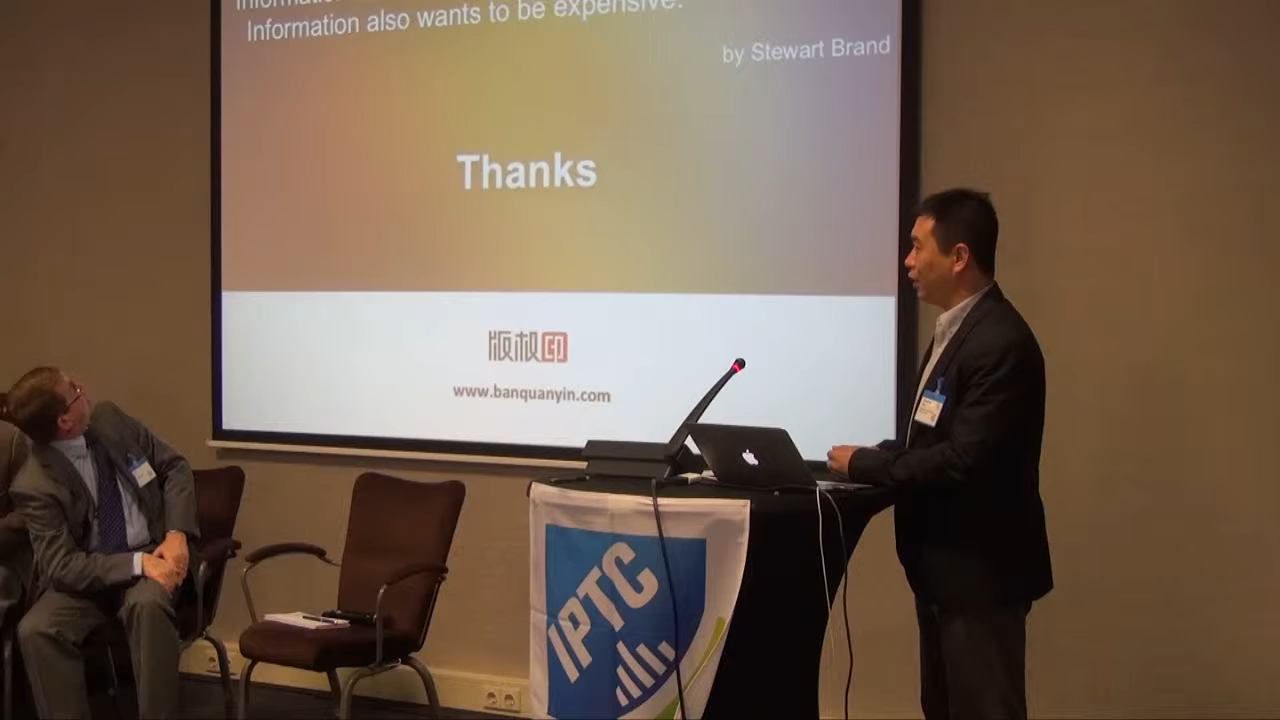 Information also wants to be expensive.
by Stewart Brand
Thanks
版权印
www.banquanyin.com
IPTC